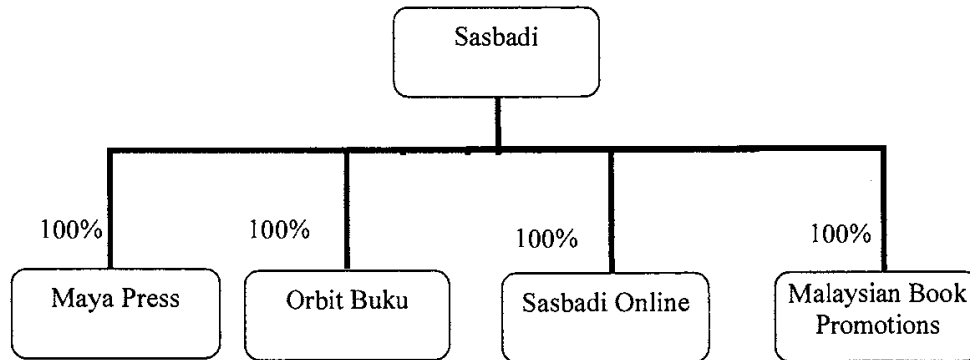 Sasbadi
100%
100%
100%
100%
Maya Press
Orbit Buku
Sasbadi Online
Malaysian Book
Promotions